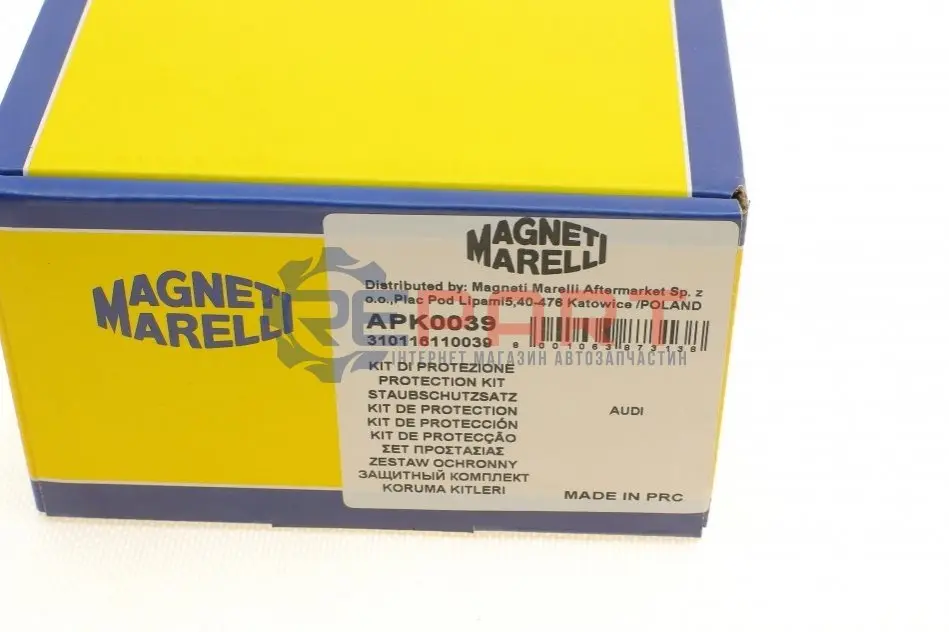 MAGNETI
MARELLI
MAGNETI
MARELLI
Distributed by: Magneti Marelli Aftermarket Sp. z
o.o.,Plac Pod Lipami5,40-476 Katowice /POLAND
APK0039
310116110039
8001063873138
REPART
ІНТЕРНЕТ МАГАЗИН АВТОЗАПЧАСТИН
KIT DI PROTEZIONE
PROTECTION KIT
STAUBSCHUTZSATZ
KIT DE PROTECTION
KIT DE PROTECCIÓN
KIT DE PROTECÇÃO
ΣΕΤ ΠΡΟΣΤΑΣΙΑΣ
ZESTAW OCHRONNY
ЗАЩИТНЫЙ КОМПЛЕКТ
KORUMA KITLERI
AUDI
MADE IN PRC